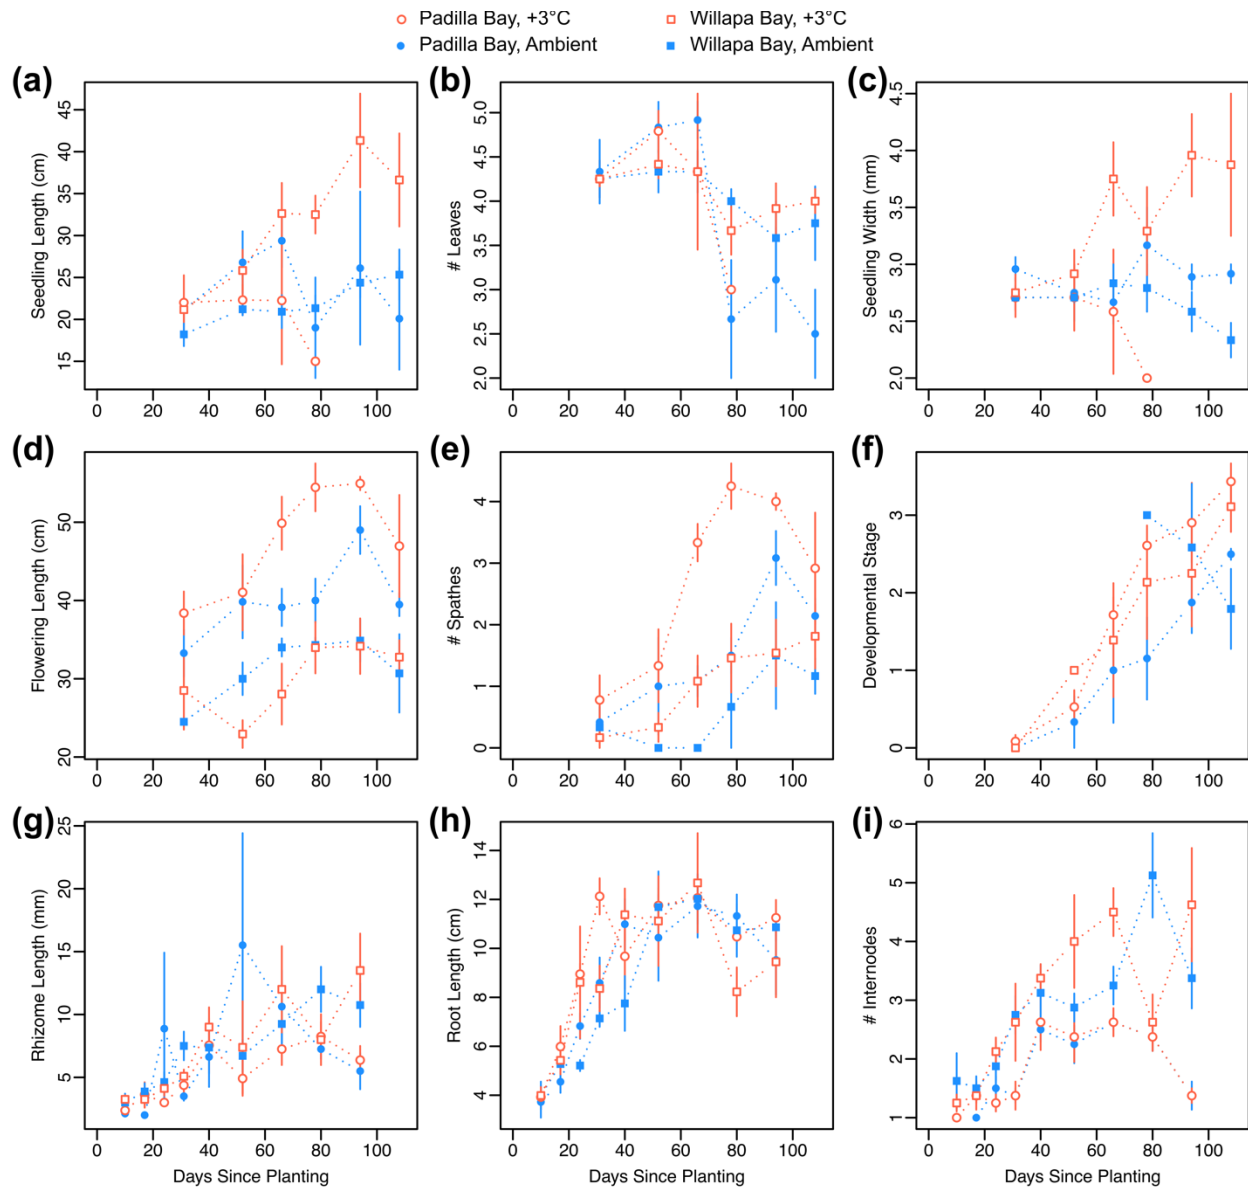 Padilla Bay, +3°C
Willapa Bay, +3°C
Padilla Bay, Ambient
Willapa Bay, Ambient
(a)
Seedling Length (cm)
15 20 25 30 35 40 45
0 20 40 60 80 100
(b)
# Leaves
2.0 2.5 3.0 3.5 4.0 4.5 5.0
0 20 40 60 80 100
(c)
Seedling Width (mm)
2.0 2.5 3.0 3.5 4.0 4.5
0 20 40 60 80 100
(d)
Flowering Length (cm)
20 30 40 50
0 20 40 60 80 100
(e)
# Spathes
0 1 2 3 4
0 20 40 60 80 100
(f)
Developmental Stage
0 1 2 3
0 20 40 60 80 100
(g)
Rhizome Length (mm)
5 10 15 20 25
0 20 40 60 80 100
Days Since Planting
(h)
Root Length (cm)
4 6 8 10 12 14
0 20 40 60 80 100
Days Since Planting
(i)
# Internodes
1 2 3 4 5 6
0 20 40 60 80 100
Days Since Planting